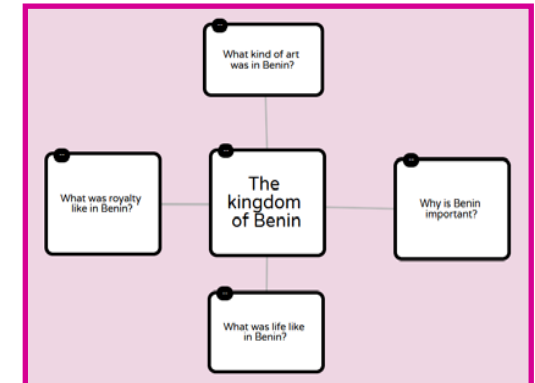 What kind of art
was in Benin?
The
kingdom
of Benin
What was royalty
like in Benin?
Why is Benin
important?
What was life like
in Benin?